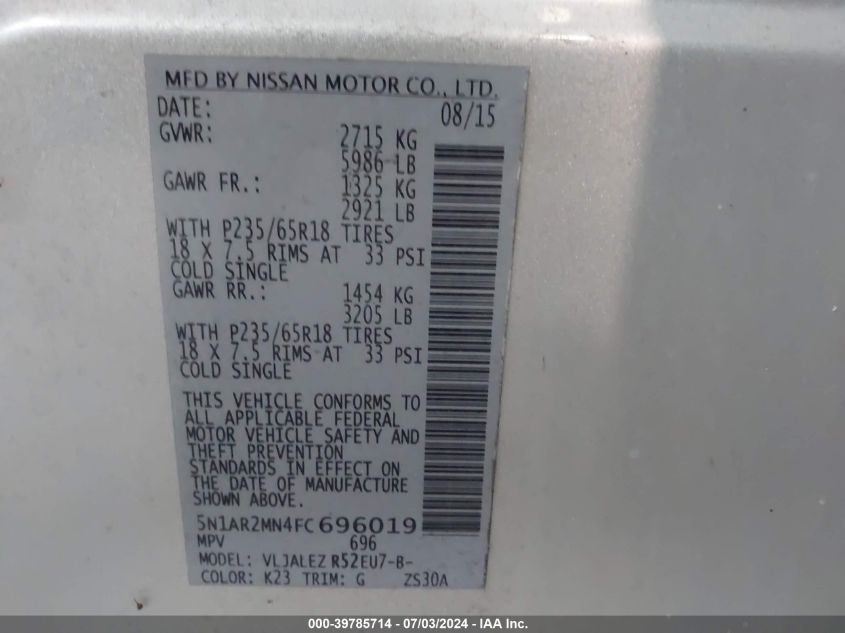 MFD BY NISSAN MOTOR CO., LTD.
DATE: 08/15
GVWR: 2715 KG
5986 LB
GAWR FR.: 1325 KG
2921 LB
WITH P235/65R18 TIRES
18 X 7.5 RIMS AT 33 PSI
COLD SINGLE
GAWR RR.: 1454 KG
3205 LB
WITH P235/65R18 TIRES
18 X 7.5 RIMS AT 33 PSI
COLD SINGLE
THIS VEHICLE CONFORMS TO
ALL APPLICABLE FEDERAL
MOTOR VEHICLE SAFETY AND
THEFT PREVENTION
STANDARDS IN EFFECT ON
THE DATE OF MANUFACTURE
SHOWN ABOVE.
5N1AR2MN4FC696019
MPV 696
MODEL: VLJALEZ R52EU7-B-
COLOR: K23 TRIM: G ZS30A
000-39785714 - 07/03/2024 - IAA Inc.